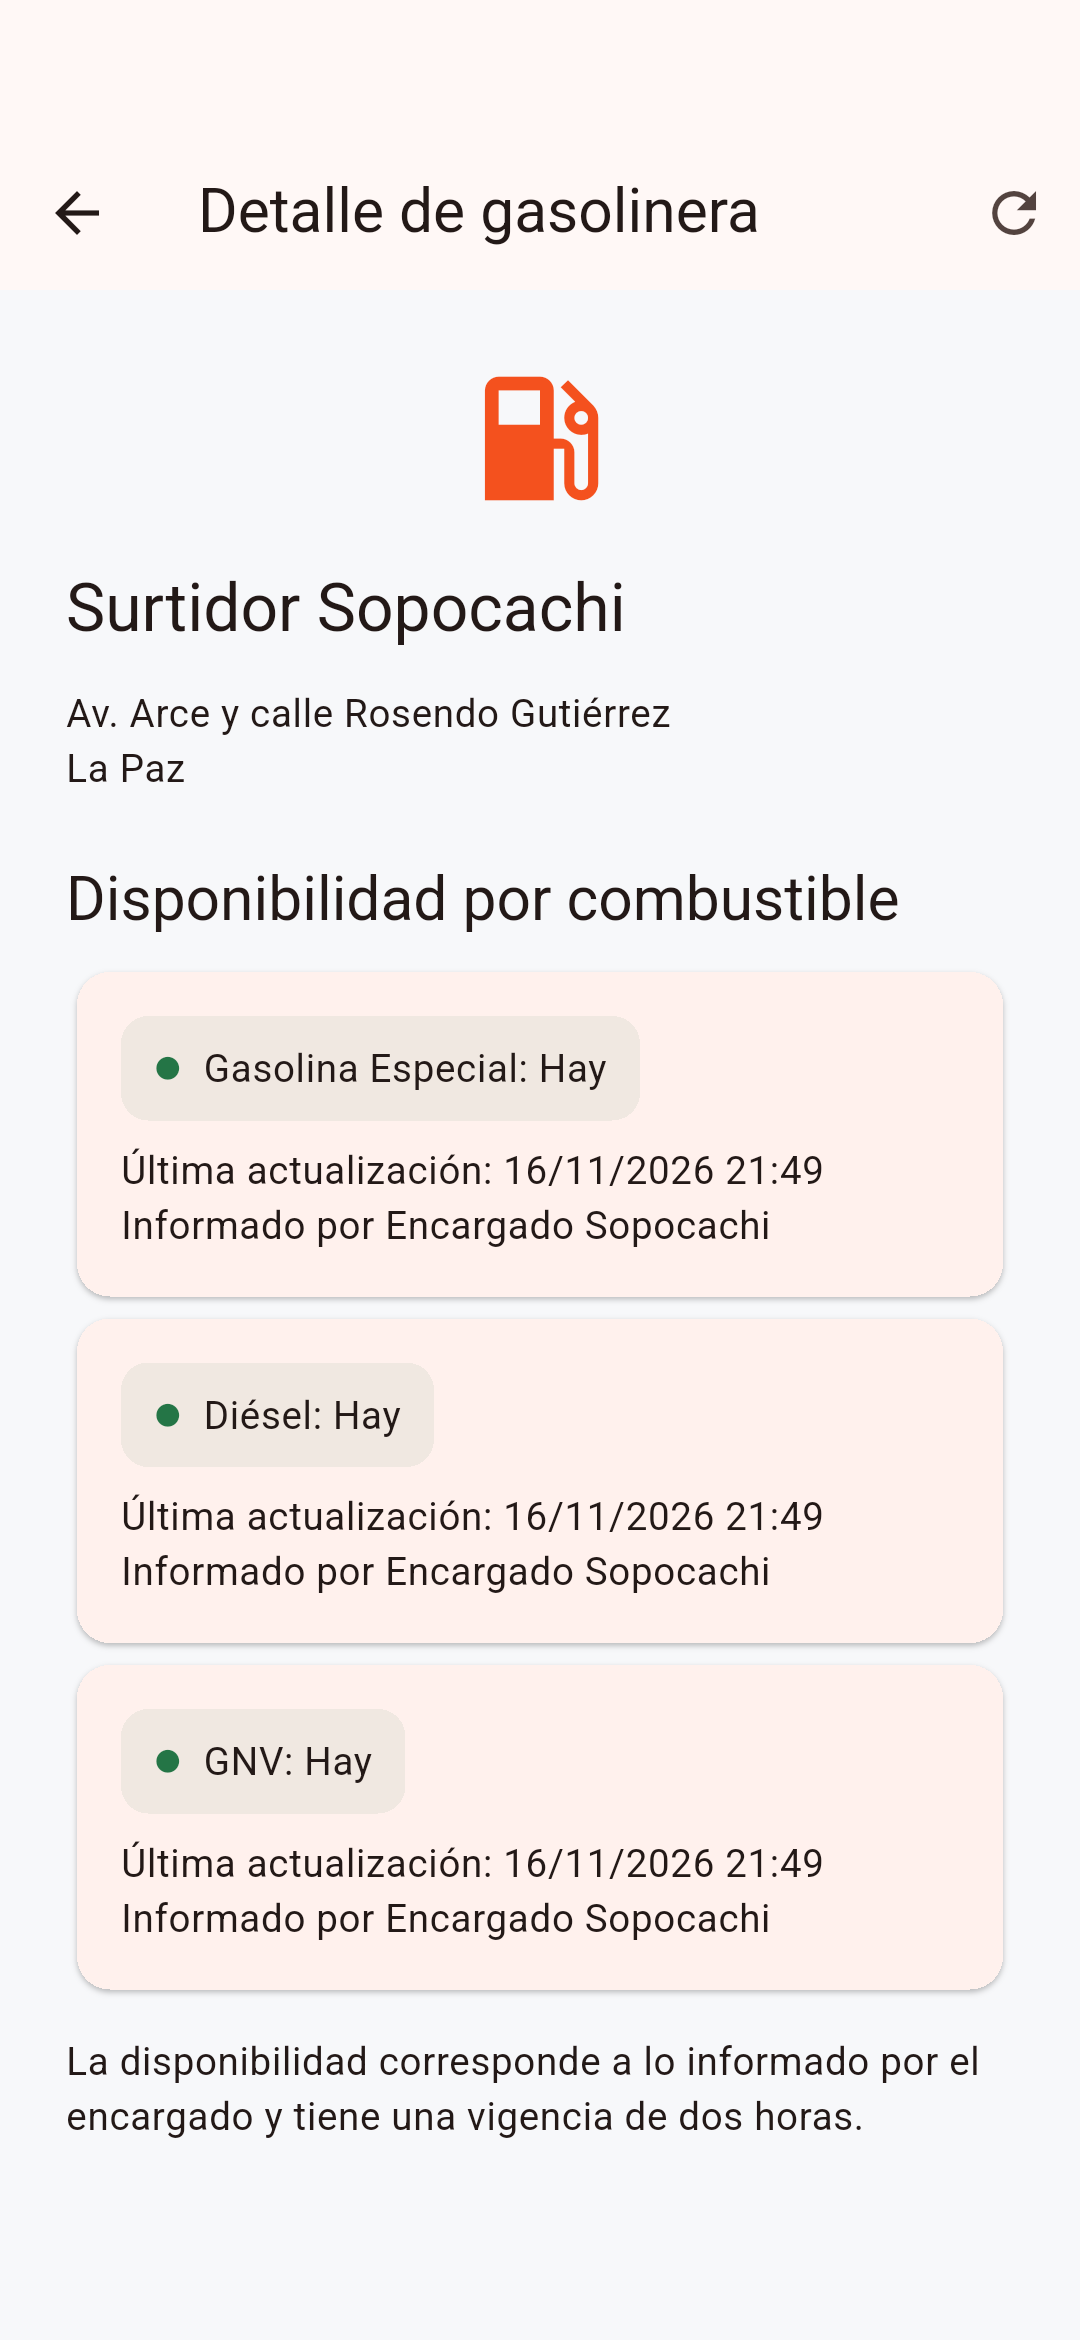 Detalle de gasolinera
Surtidor Sopocachi
Av. Arce y calle Rosendo Gutiérrez
La Paz
Disponibilidad por combustible
Gasolina Especial: Hay
Última actualización: 16/11/2026 21:49
Informado por Encargado Sopocachi
Diésel: Hay
Última actualización: 16/11/2026 21:49
Informado por Encargado Sopocachi
GNV: Hay
Última actualización: 16/11/2026 21:49
Informado por Encargado Sopocachi
La disponibilidad corresponde a lo informado por el
encargado y tiene una vigencia de dos horas.